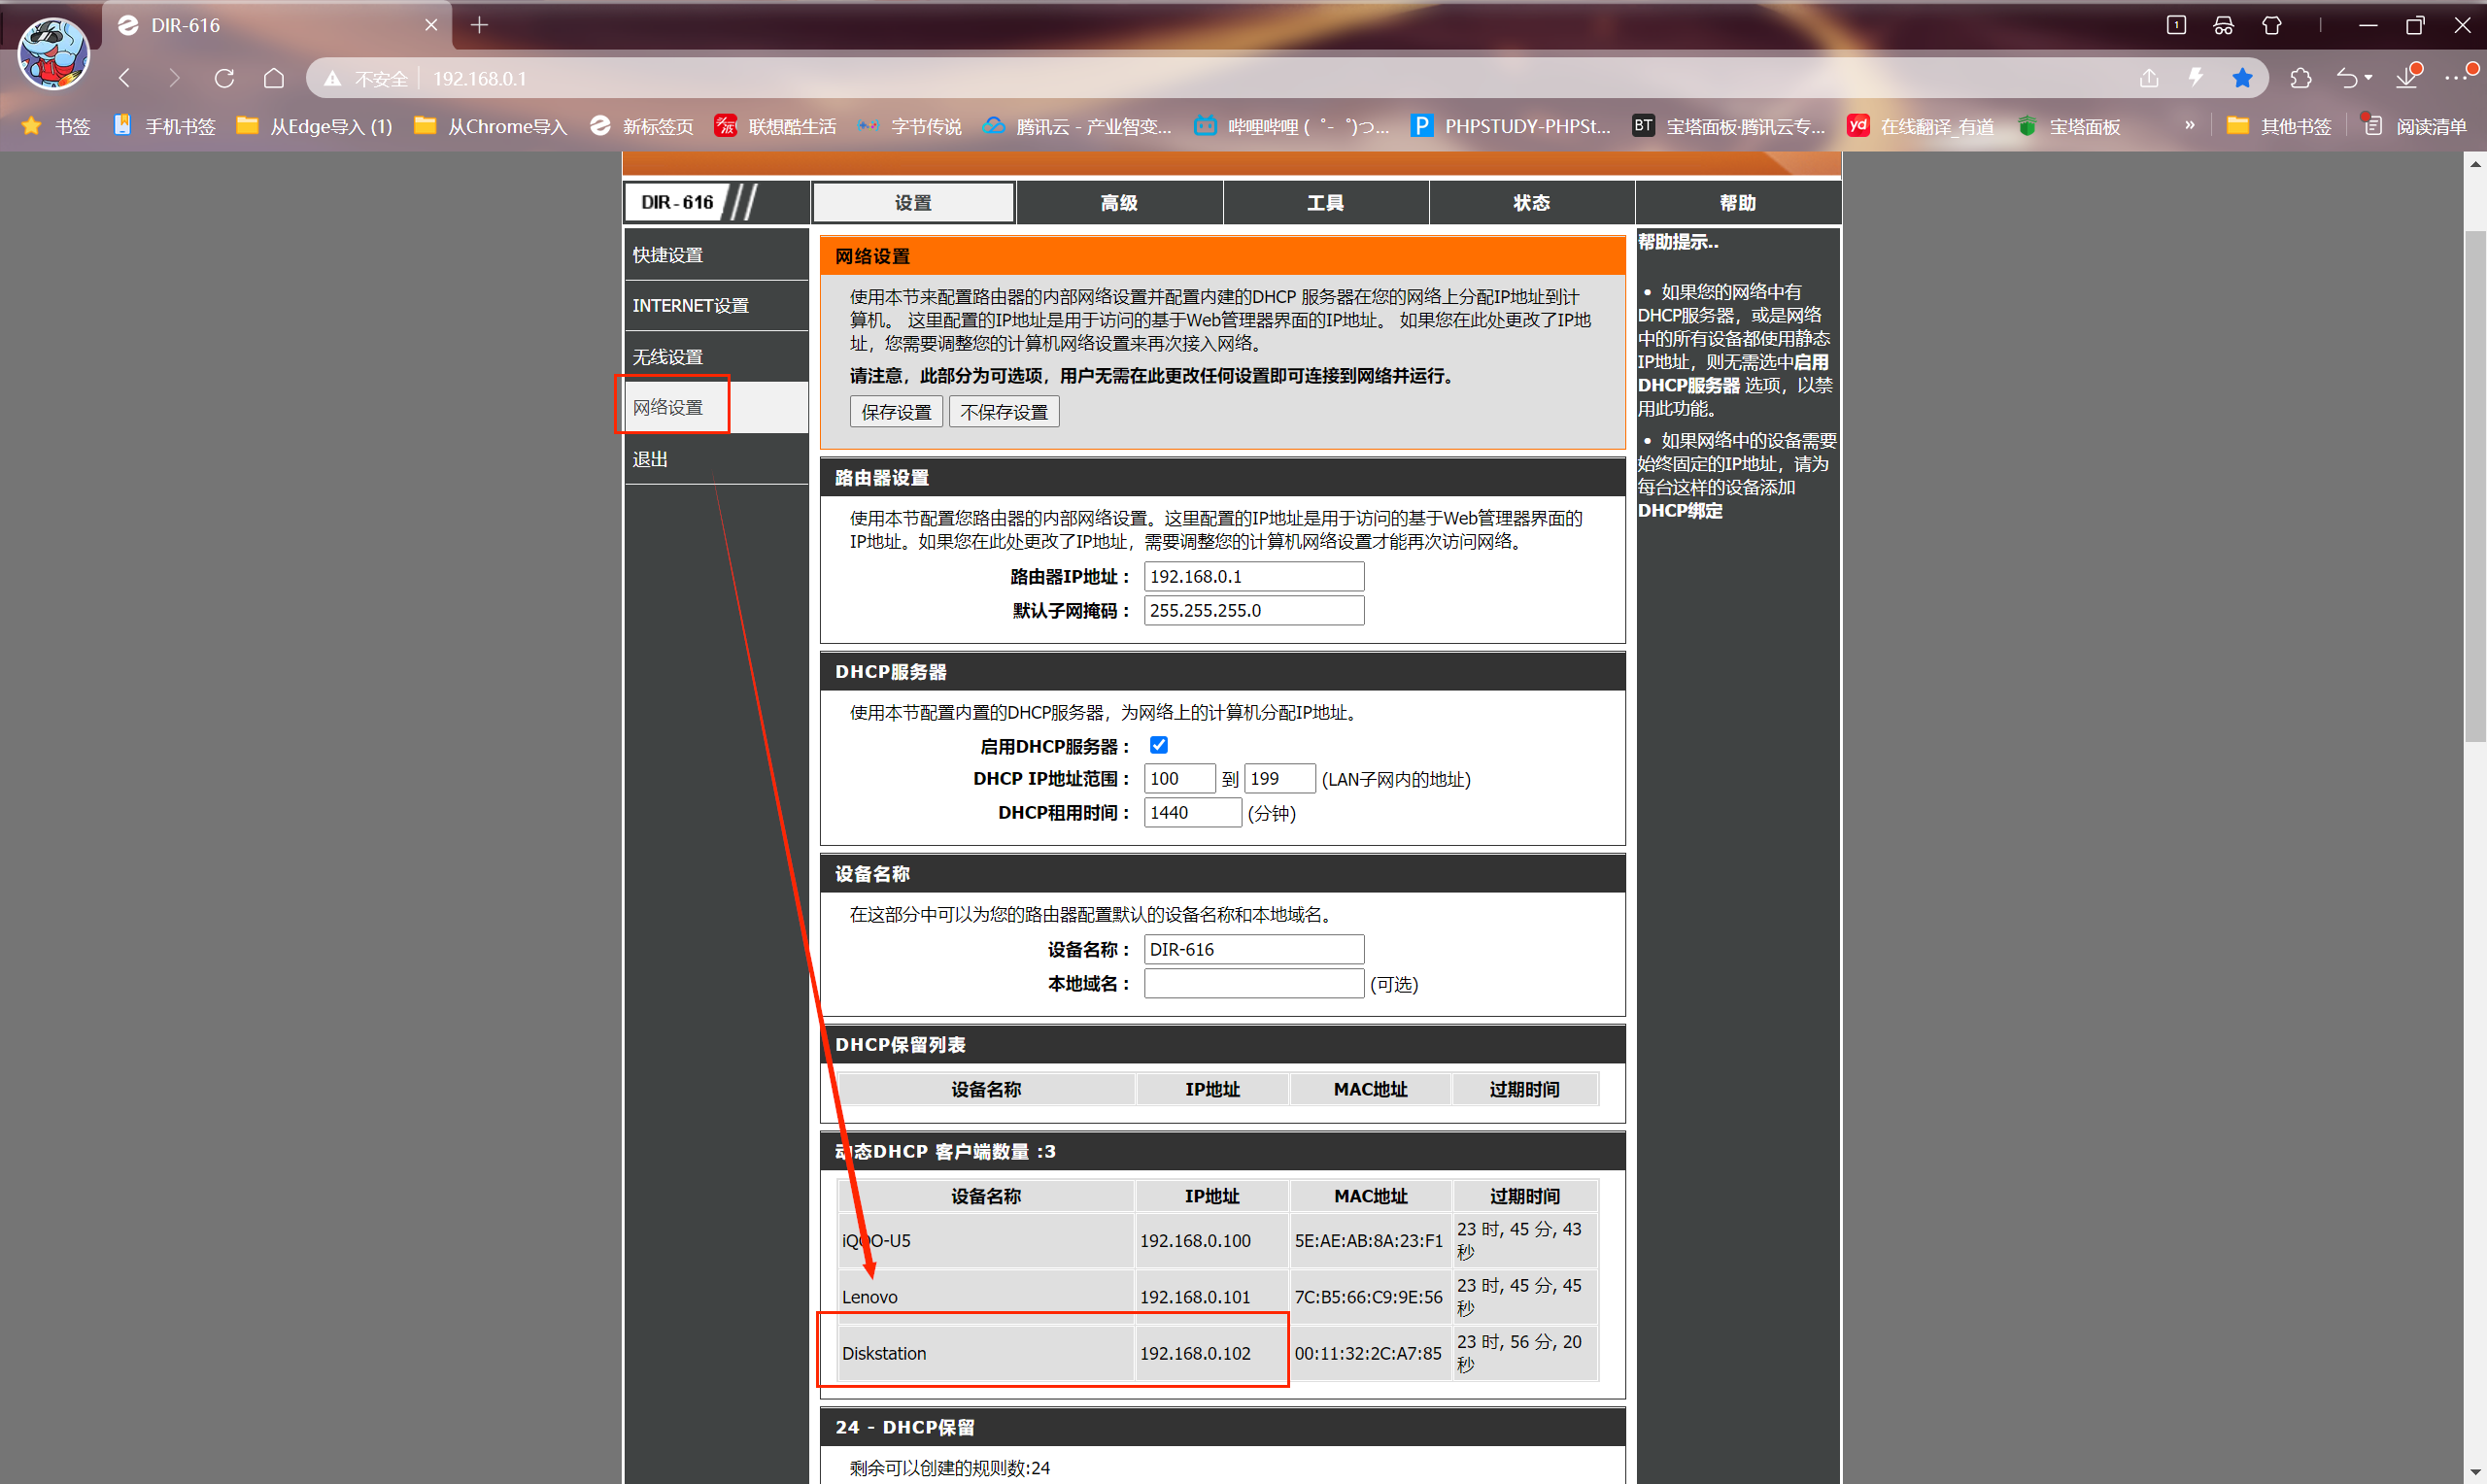 DIR-616
不安全 192.168.0.1
书签 手机书签 从Edge导入 (1) 从Chrome导入 新标签页 联想酷生活 字节传说 腾讯云 - 产业智变... 哔哩哔哩 ( ゜- ゜)つ... PHPSTUDY-PHPSt... 宝塔面板·腾讯云专... 在线翻译_有道 宝塔面板 » 其他书签 阅读清单
DIR-616 设置 高级 工具 状态 帮助
快捷设置
INTERNET设置
无线设置
网络设置
退出
网络设置
使用本节来配置路由器的内部网络设置并配置内建的DHCP 服务器在您的网络上分配IP地址到计
算机。 这里配置的IP地址是用于访问的基于Web管理器界面的IP地址。 如果您在此处更改了IP地
址，您需要调整您的计算机网络设置来再次接入网络。
请注意，此部分为可选项，用户无需在此更改任何设置即可连接到网络并运行。
保存设置 不保存设置
路由器设置
使用本节配置您路由器的内部网络设置。这里配置的IP地址是用于访问的基于Web管理器界面的
IP地址。如果您在此处更改了IP地址，需要调整您的计算机网络设置才能再次访问网络。
路由器IP地址： 192.168.0.1
默认子网掩码： 255.255.255.0
DHCP服务器
使用本节配置内置的DHCP服务器，为网络上的计算机分配IP地址。
启用DHCP服务器：
DHCP IP地址范围： 100 到 199 (LAN子网内的地址)
DHCP租用时间： 1440 (分钟)
设备名称
在这部分中可以为您的路由器配置默认的设备名称和本地域名。
设备名称： DIR-616
本地域名： (可选)
DHCP保留列表
设备名称 IP地址 MAC地址 过期时间
动态DHCP 客户端数量 :3
设备名称 IP地址 MAC地址 过期时间
iQOO-U5 192.168.0.100 5E:AE:AB:8A:23:F1 23 时, 45 分, 43
秒
Lenovo 192.168.0.101 7C:B5:66:C9:9E:56 23 时, 45 分, 45
秒
Diskstation 192.168.0.102 00:11:32:2C:A7:85 23 时, 56 分, 20
秒
24 - DHCP保留
剩余可以创建的规则数:24
帮助提示..
• 如果您的网络中有
DHCP服务器，或是网络
中的所有设备都使用静态
IP地址，则无需选中启用
DHCP服务器 选项，以禁
用此功能。
• 如果网络中的设备需要
始终固定的IP地址，请为
每台这样的设备添加
DHCP绑定